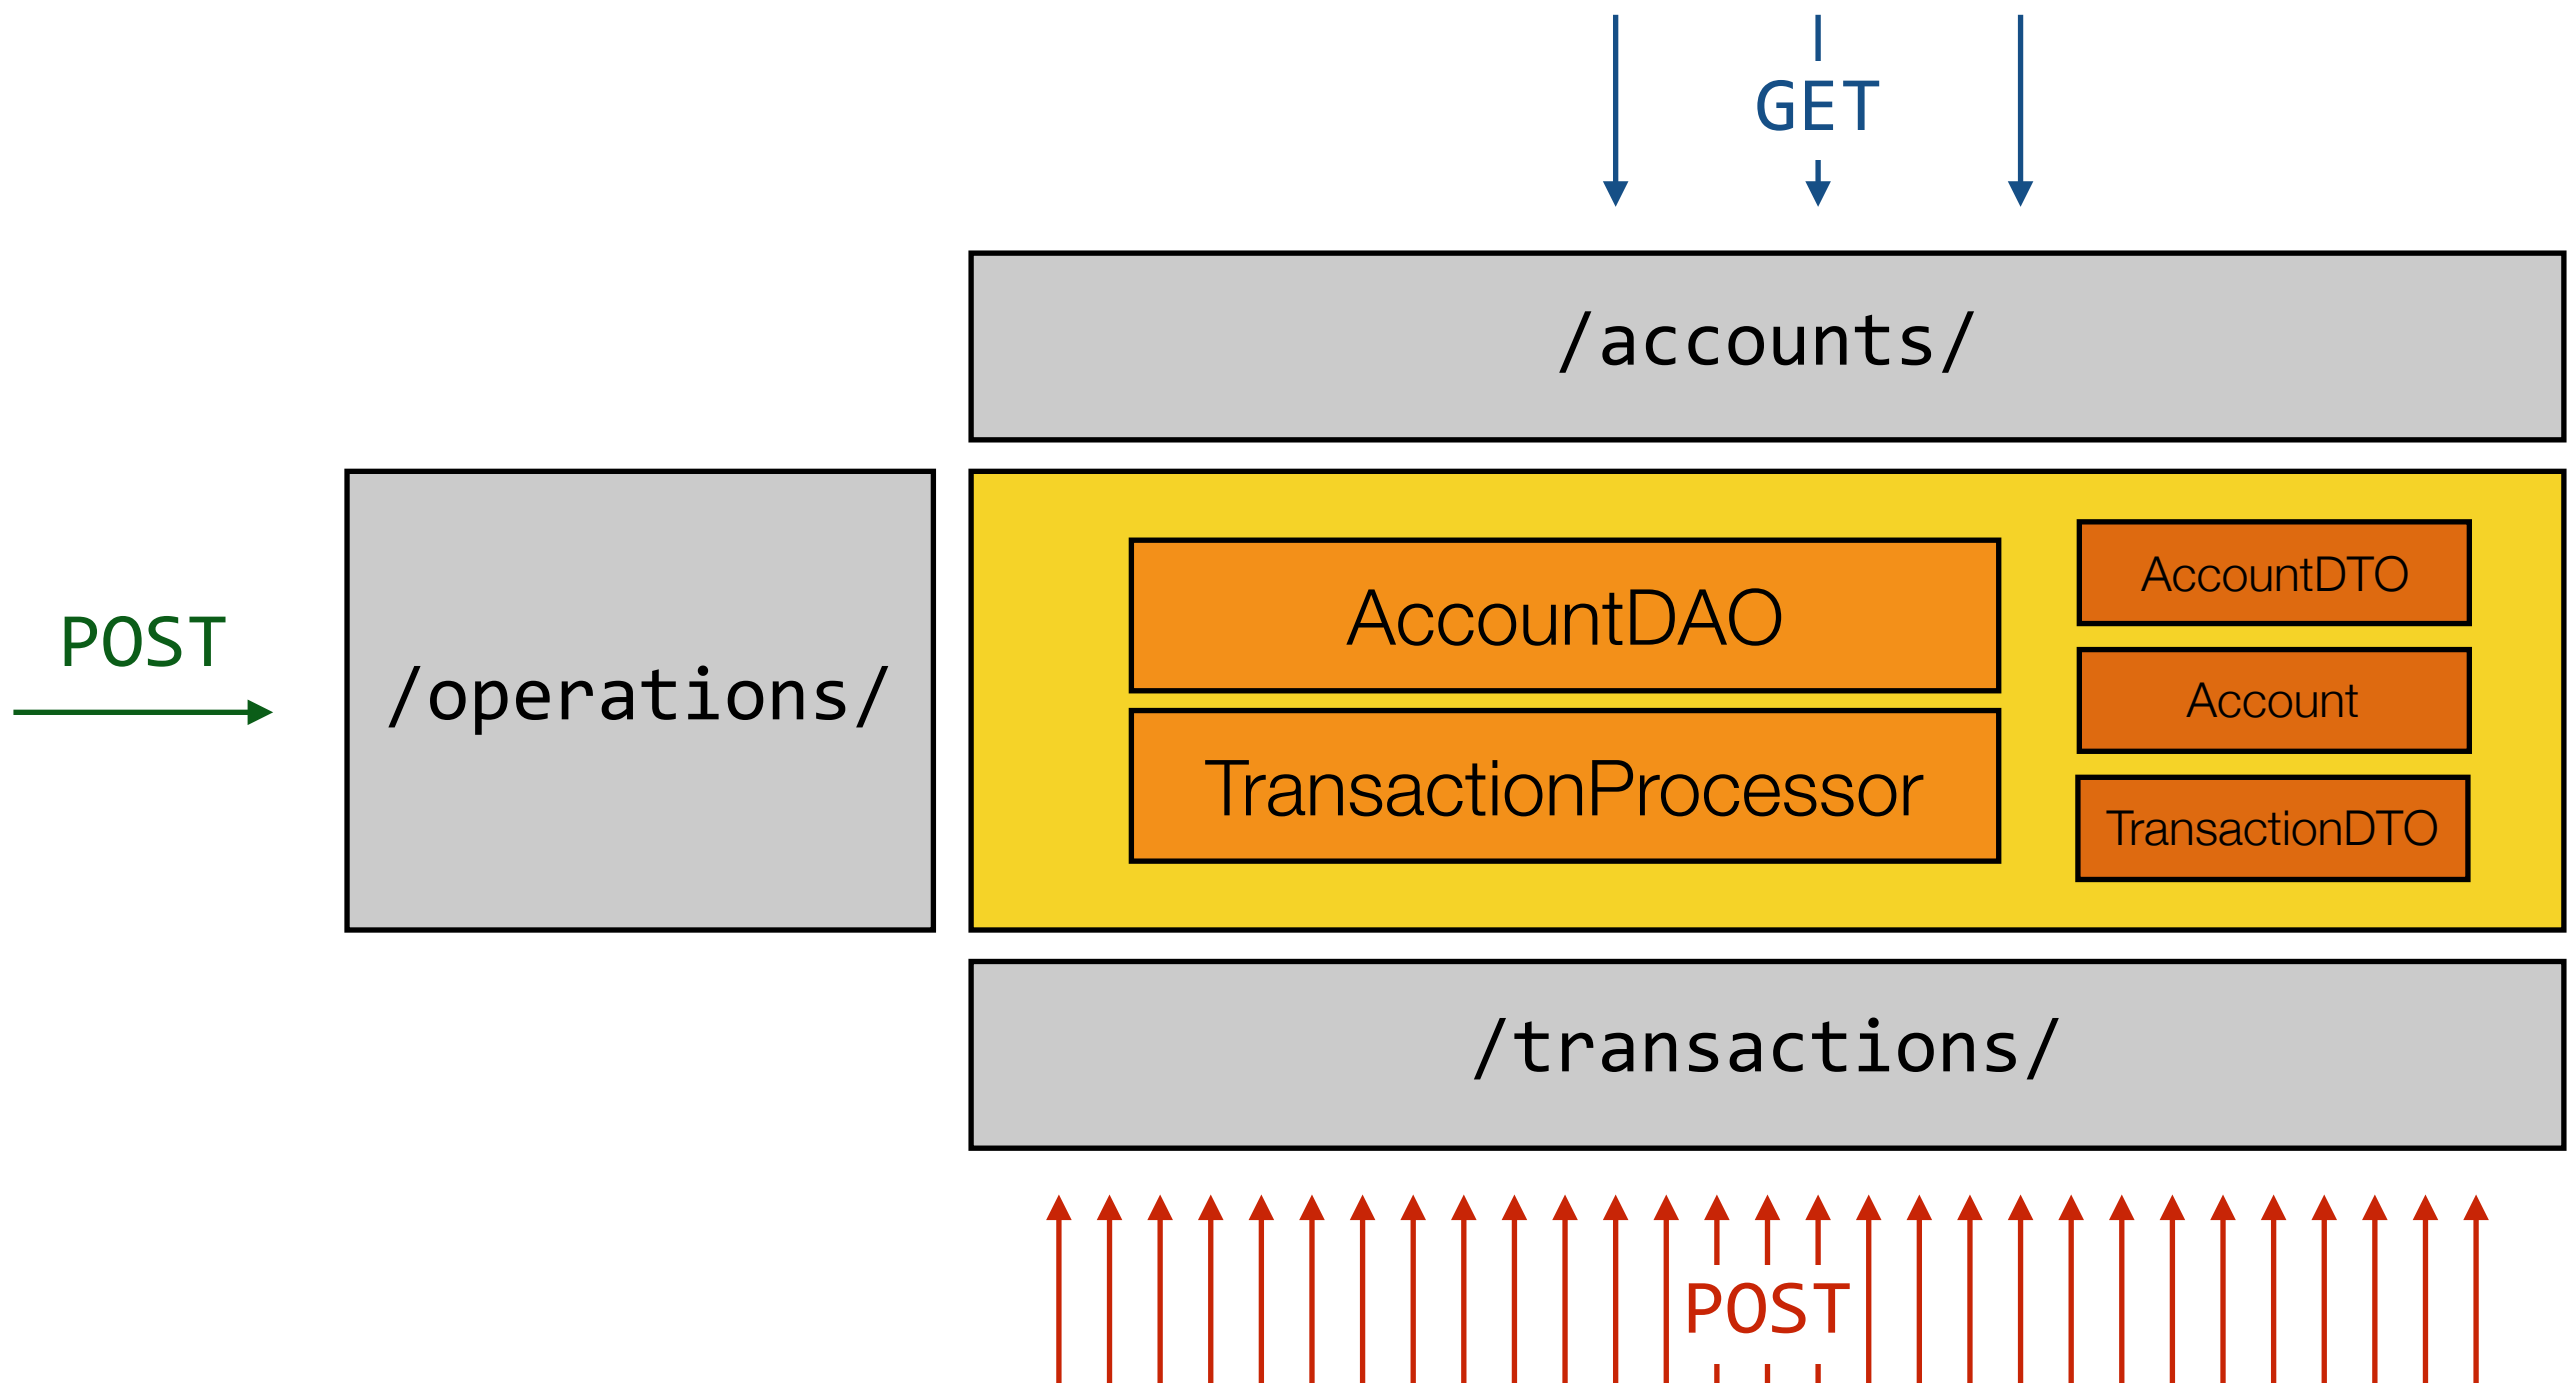 GET
/accounts/
POST
/operations/
AccountDAO
TransactionProcessor
AccountDTO
Account
TransactionDTO
/transactions/
POST